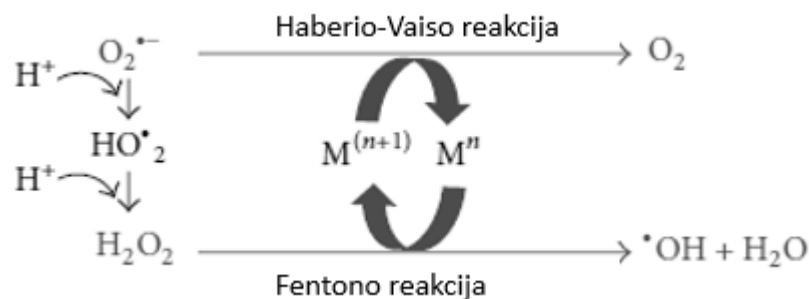 Haberio-Vaiso reakcija
O₂•⁻ O₂
H⁺
HO•₂ M⁽ⁿ⁺¹⁾ Mⁿ
H⁺
H₂O₂ •OH + H₂O
Fentono reakcija